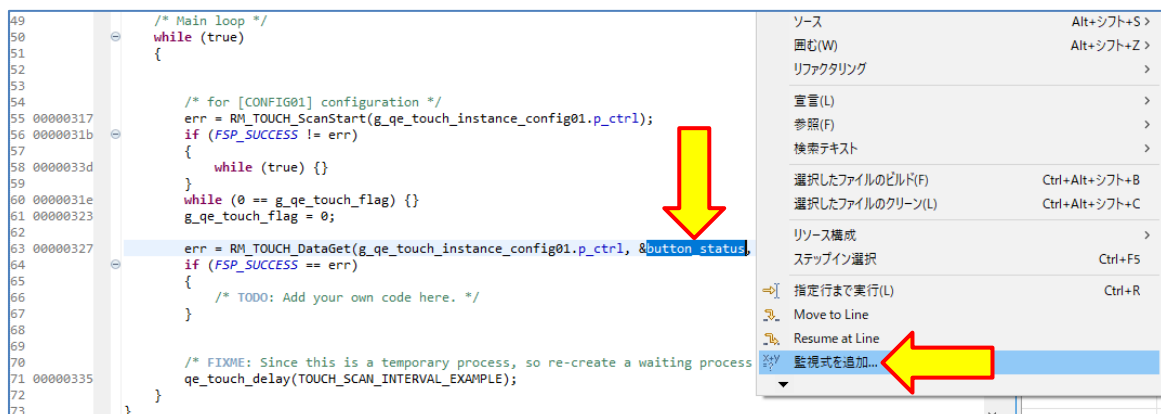 49 /* Main loop */
50 while (true)
51 {
52
53
54 /* for [CONFIG01] configuration */
55 00000317 err = RM_TOUCH_ScanStart(g_qe_touch_instance_config01.p_ctrl);
56 0000031b if (FSP_SUCCESS != err)
57 {
58 0000033d while (true) {}
59 }
60 0000031e while (0 == g_qe_touch_flag) {}
61 00000323 g_qe_touch_flag = 0;
62
63 00000327 err = RM_TOUCH_DataGet(g_qe_touch_instance_config01.p_ctrl, &button_status,
64 if (FSP_SUCCESS == err)
65 {
66 /* TODO: Add your own code here. */
67 }
68
69
70 /* FIXME: Since this is a temporary process, so re-create a waiting process
71 00000335 qe_touch_delay(TOUCH_SCAN_INTERVAL_EXAMPLE);
72 }
73 }
ソース Alt+シフト+S >
囲む(W) Alt+シフト+Z >
リファクタリング >
宣言(L) >
参照(F) >
検索テキスト >
選択したファイルのビルド(F) Ctrl+Alt+シフト+B
選択したファイルのクリーン(L) Ctrl+Alt+シフト+C
リソース構成 >
ステップイン選択 Ctrl+F5
指定行まで実行(L) Ctrl+R
Move to Line
Resume at Line
監視式を追加...